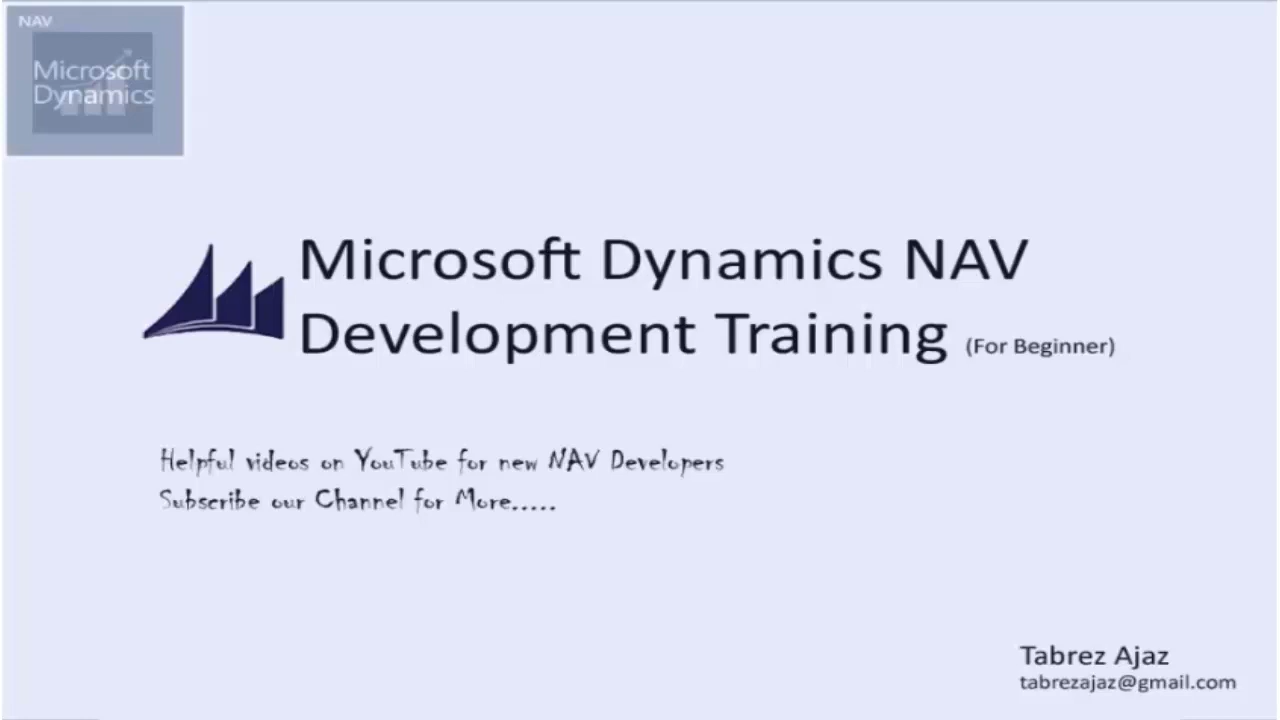 NAV
Microsoft
Dynamics
Microsoft Dynamics NAV
Development Training (For Beginner)
Helpful videos on YouTube for new NAV Developers
Subscribe our Channel for More.....
Tabrez Ajaz
tabrezajaz@gmail.com